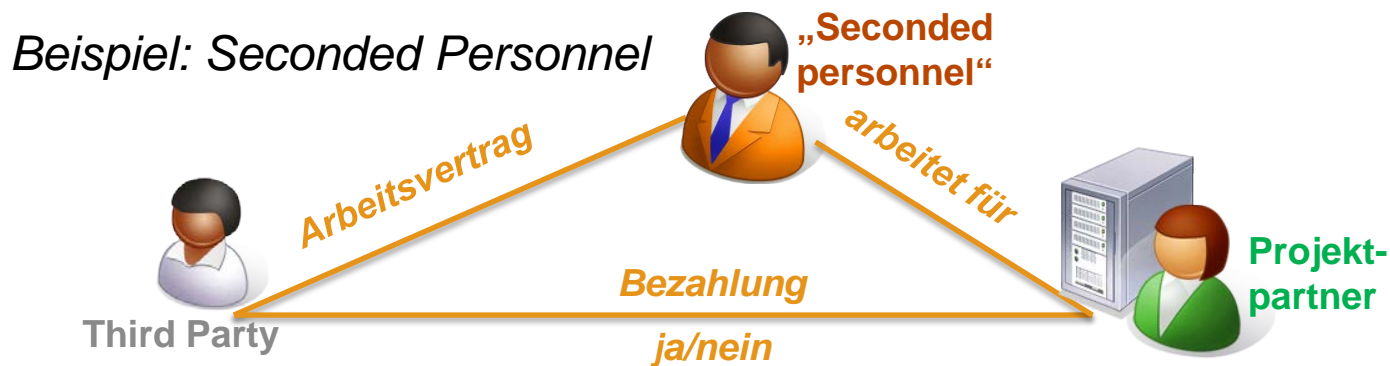 Beispiel: Seconded Personnel
„Seconded
personnel“
Arbeitsvertrag
arbeitet für
Third Party
Bezahlung
ja/nein
Projekt-
partner